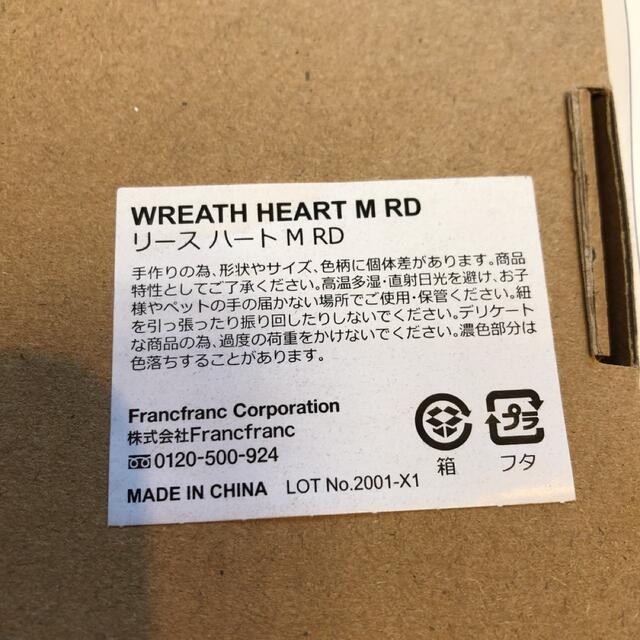 WREATH HEART M RD
リース ハート M RD
手作りの為、形状やサイズ、色柄に個体差があります。商品
特性としてご了承ください。高温多湿・直射日光を避け、お子
様やペットの手の届かない場所でご使用・保管ください。紐
を引っ張ったり振り回したりしないでください。デリケート
な商品の為、過度の荷重をかけないでください。濃色部分は
色落ちすることがあります。
Francfranc Corporation
株式会社Francfranc
0120-500-924
プラ
箱 フタ
MADE IN CHINA LOT No.2001-X1